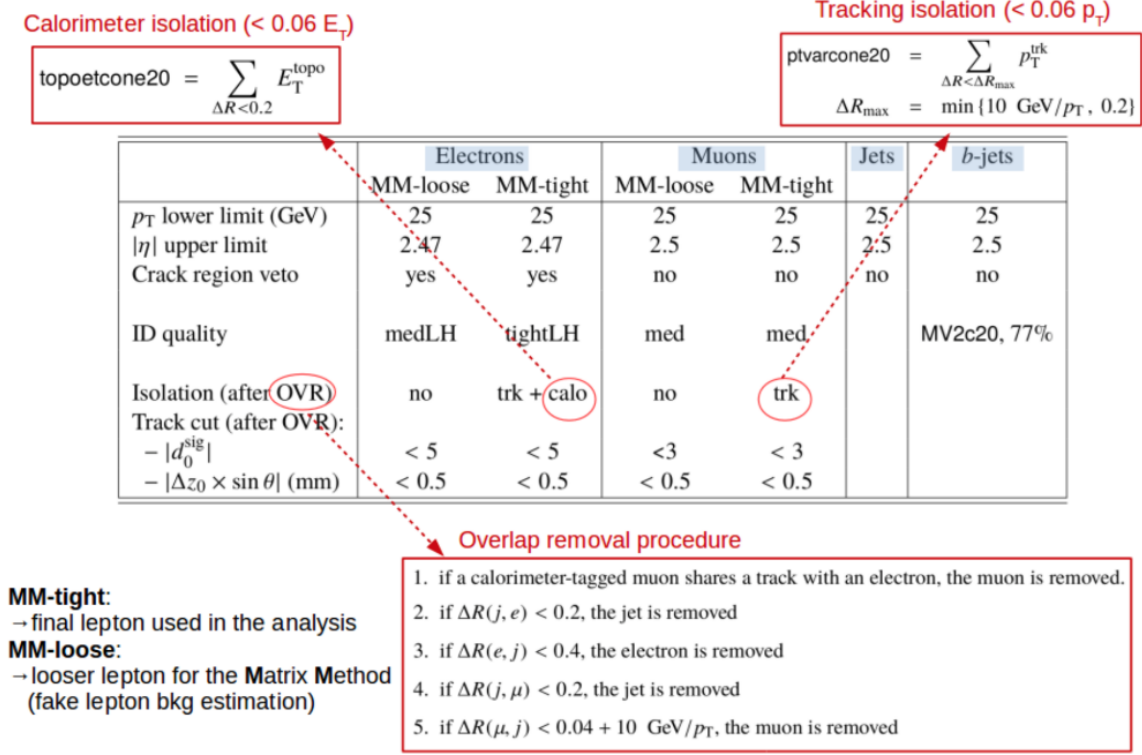 Calorimeter isolation (< 0.06 E_T)
Tracking isolation (< 0.06 p_T)
topoetcone20 = ∑_{ΔR<0.2} E_T^topo
ptvarcone20 = ∑_{ΔR<ΔR_max} p_T^trk
ΔR_max = min{10 GeV/p_T, 0.2}
Electrons Muons Jets b-jets
MM-loose MM-tight MM-loose MM-tight
p_T lower limit (GeV) 25 25 25 25 25 25
|η| upper limit 2.47 2.47 2.5 2.5 2.5 2.5
Crack region veto yes yes no no no no
ID quality medLH tightLH med med MV2c20, 77%
Isolation (after OVR) no trk + calo no trk
Track cut (after OVR):
− |d_0^sig| < 5 < 5 <3 < 3
− |Δz_0 × sin θ| (mm) < 0.5 < 0.5 < 0.5 < 0.5
Overlap removal procedure
1. if a calorimeter-tagged muon shares a track with an electron, the muon is removed.
2. if ΔR(j, e) < 0.2, the jet is removed
3. if ΔR(e, j) < 0.4, the electron is removed
4. if ΔR(j, μ) < 0.2, the jet is removed
5. if ΔR(μ, j) < 0.04 + 10 GeV/p_T, the muon is removed
MM-tight:
→final lepton used in the analysis
MM-loose:
→looser lepton for the Matrix Method
(fake lepton bkg estimation)